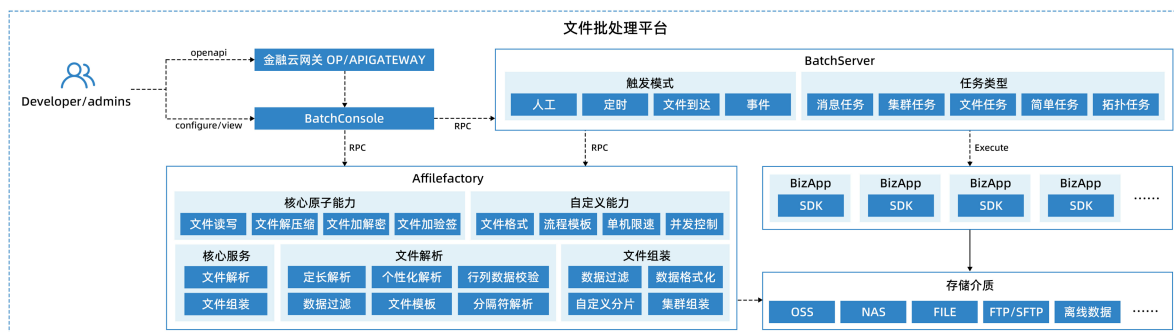 文件批处理平台
openapi
金融云网关 OP/APIGATEWAY
Developer/admins
configure/view
BatchConsole
RPC
BatchServer
触发模式
人工
定时
文件到达
事件
任务类型
消息任务
集群任务
文件任务
简单任务
拓扑任务
RPC
RPC
Execute
Affilefactory
核心原子能力
文件读写
文件解压缩
文件加解密
文件加验签
自定义能力
文件格式
流程模板
单机限速
并发控制
核心服务
文件解析
文件组装
文件解析
定长解析
个性化解析
行列数据校验
数据过滤
文件模板
分隔符解析
文件组装
数据过滤
数据格式化
自定义分片
集群组装
BizApp
SDK
BizApp
SDK
BizApp
SDK
BizApp
SDK
······
存储介质
OSS
NAS
FILE
FTP/SFTP
离线数据
······